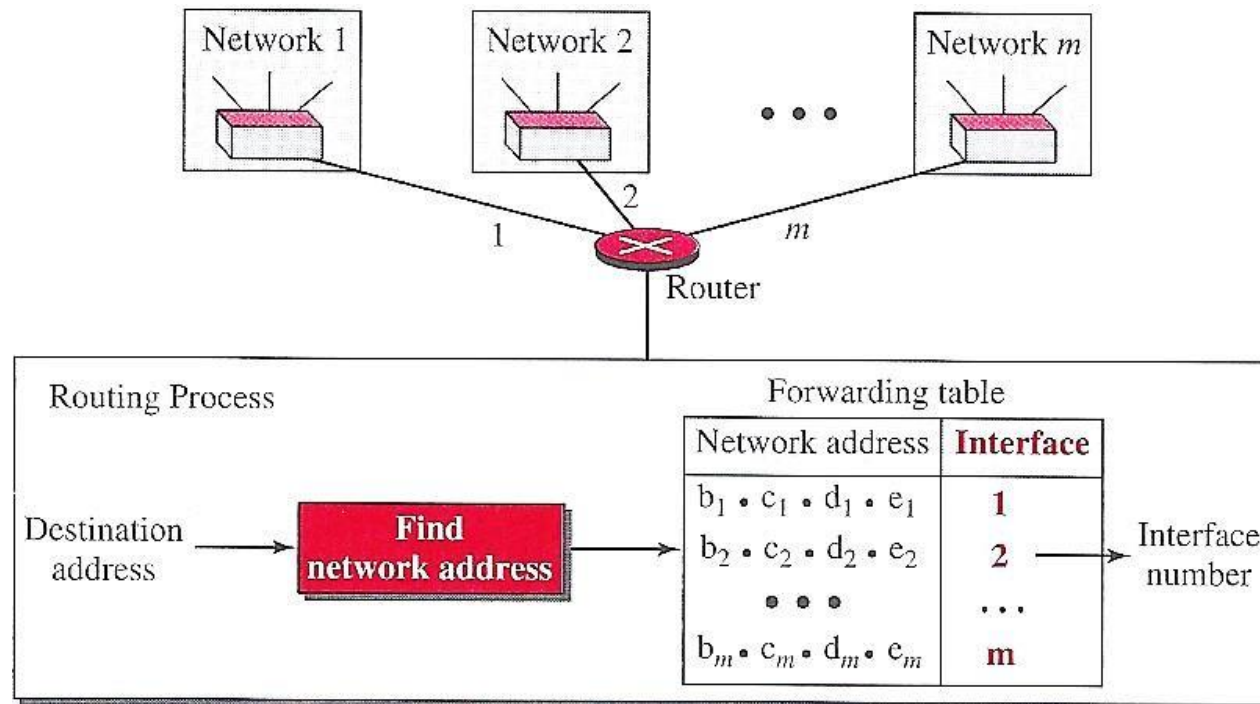 Network 1
Network 2
Network m
• • •
1
2
m
Router
Routing Process
Forwarding table
Network address Interface
b₁ • c₁ • d₁ • e₁ 1
b₂ • c₂ • d₂ • e₂ 2
• • • • • •
bₘ • cₘ • dₘ • eₘ m
Destination
address
Find
network address
Interface
number